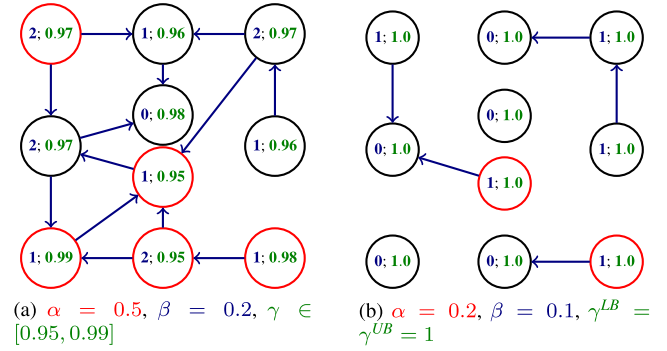 2; 0.97 1; 0.96 2; 0.97
0; 0.98
2; 0.97 1; 0.96
1; 0.95
1; 0.99 2; 0.95 1; 0.98
(a) α = 0.5, β = 0.2, γ ∈
[0.95, 0.99]
1; 1.0 0; 1.0 1; 1.0
0; 1.0
0; 1.0 1; 1.0
1; 1.0
0; 1.0 0; 1.0 1; 1.0
(b) α = 0.2, β = 0.1, γ^{LB} =
γ^{UB} = 1